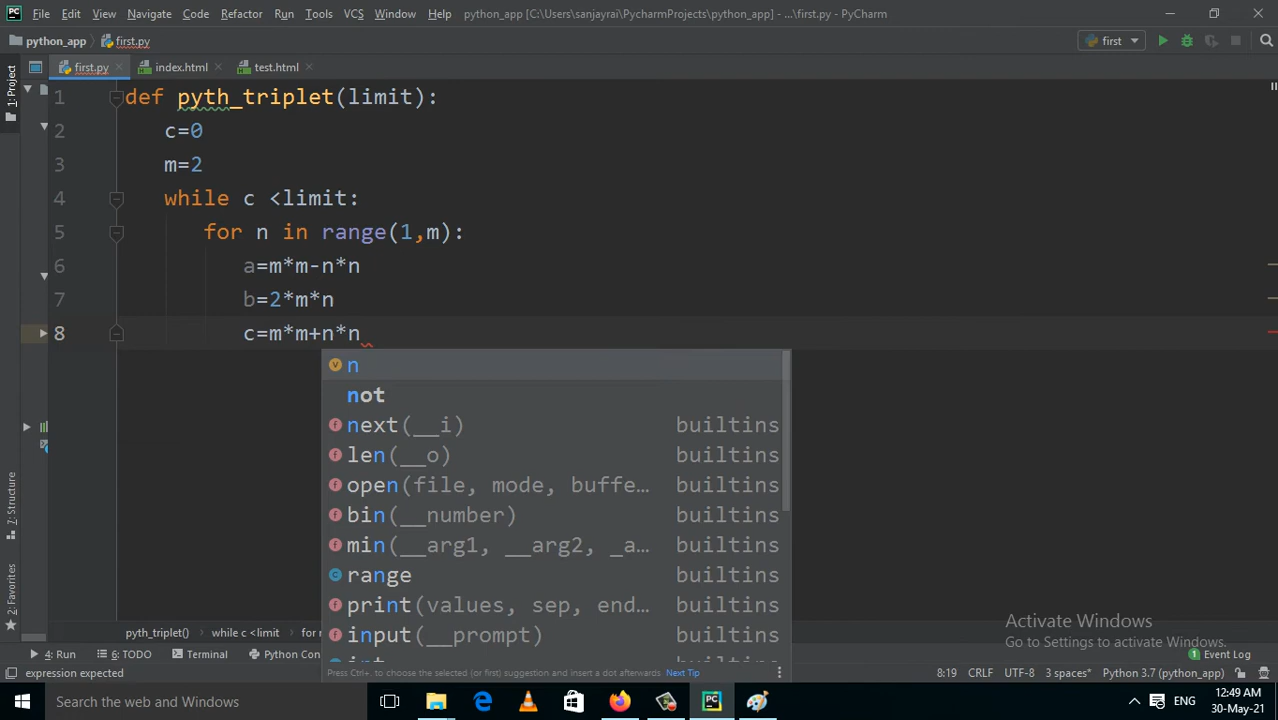 File Edit View Navigate Code Refactor Run Tools VCS Window Help python_app [C:\Users\sanjayrai\PycharmProjects\python_app] - ...\first.py - PyCharm
python_app first.py first
first.py index.html test.html
1: Project
1 def pyth_triplet(limit):
2 c=0
3 m=2
4 while c <limit:
5 for n in range(1,m):
6 a=m*m-n*n
7 b=2*m*n
8 c=m*m+n*n
n
not
next(__i) builtins
len(__o) builtins
open(file, mode, buffe… builtins
bin(__number) builtins
min(__arg1, __arg2, _a… builtins
range builtins
print(values, sep, end… builtins
input(__prompt) builtins
int
Press Ctrl+. to choose the selected (or first) suggestion and insert a dot afterwards Next Tip
Z: Structure
2: Favorites
Activate Windows
Go to Settings to activate Windows.
pyth_triplet() while c <limit for n
4: Run 6: TODO Terminal Python Con 1 Event Log
expression expected 8:19 CRLF UTF-8 3 spaces* Python 3.7 (python_app)
Type here to search ENG 12:49 AM
30-May-21